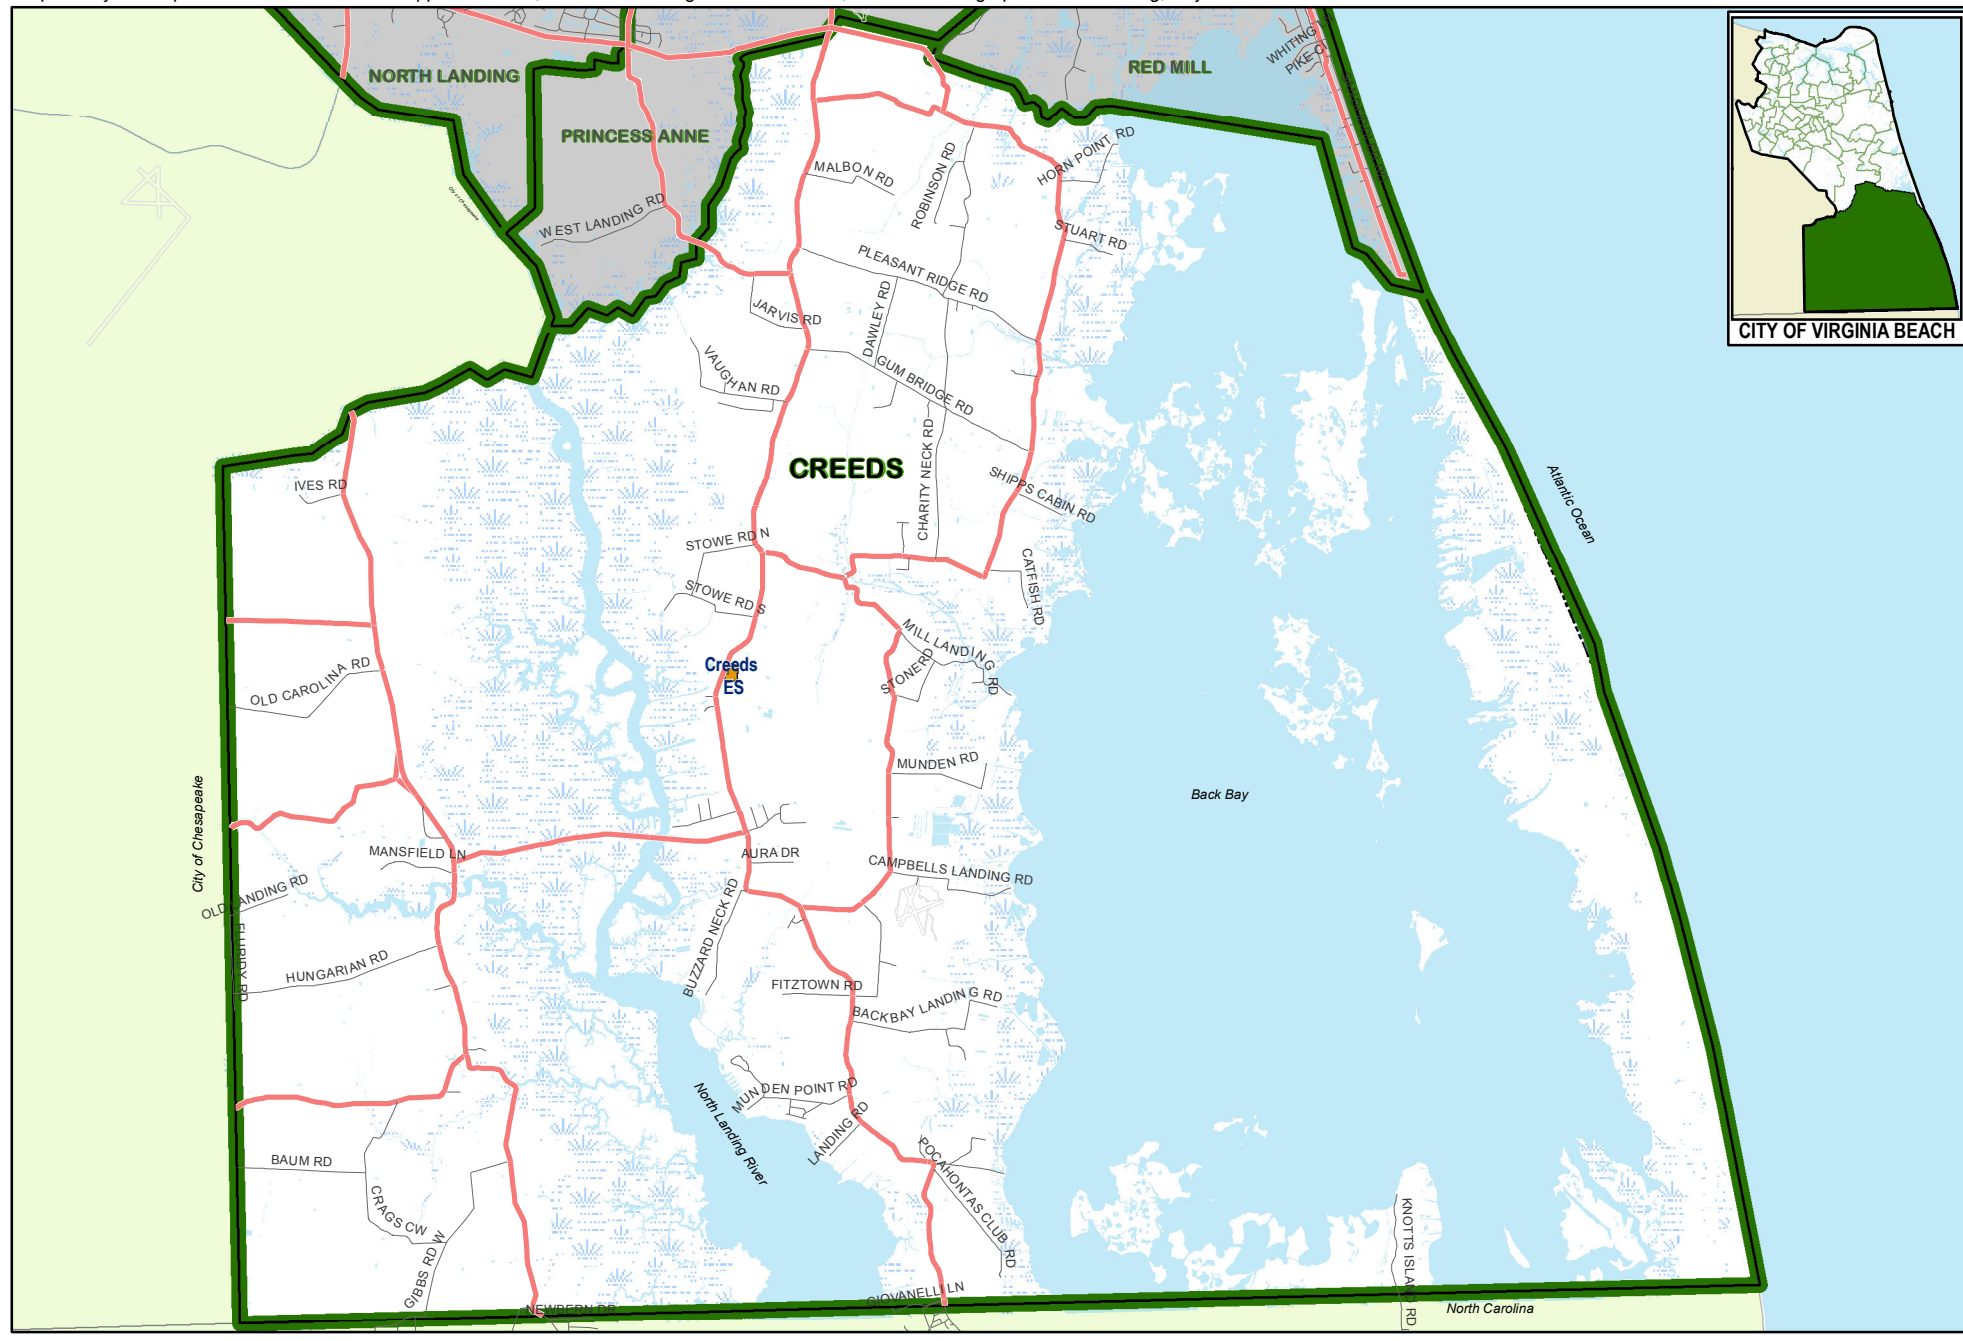 NORTH LANDING
RED MILL
WHITING
PIKE CI
PRINCESS ANNE
City of Chesapeake
WEST LANDING RD
MALBON RD
ROBINSON RD
HORN POINT RD
STUART RD
PLEASANT RIDGE RD
DAWLEY RD
JARVIS RD
VAUGHAN RD
GUM BRIDGE RD
CITY OF VIRGINIA BEACH
CREEDS
CHARITY NECK RD
SHIPPS CABIN RD
IVES RD
Atlantic Ocean
STOWE RD N
STOWE RD S
CATFISH RD
MILL LANDING RD
STONE RD
Creeds
ES
OLD CAROLINA RD
MUNDEN RD
Back Bay
City of Chesapeake
MANSFIELD LN
AURA DR
CAMPBELLS LANDING RD
OLD LANDING RD
BUZZARD NECK RD
HUNGARIAN RD
FITZTOWN RD
BACKBAY LANDING RD
North Landing River
MUNDEN POINT RD
LANDING RD
POCAHONTAS CLUB RD
BAUM RD
CRAGS CW
GIBBS RD W
KNOTTS ISLAND RD
NEWBERN DR
GIOVANELLI LN
North Carolina